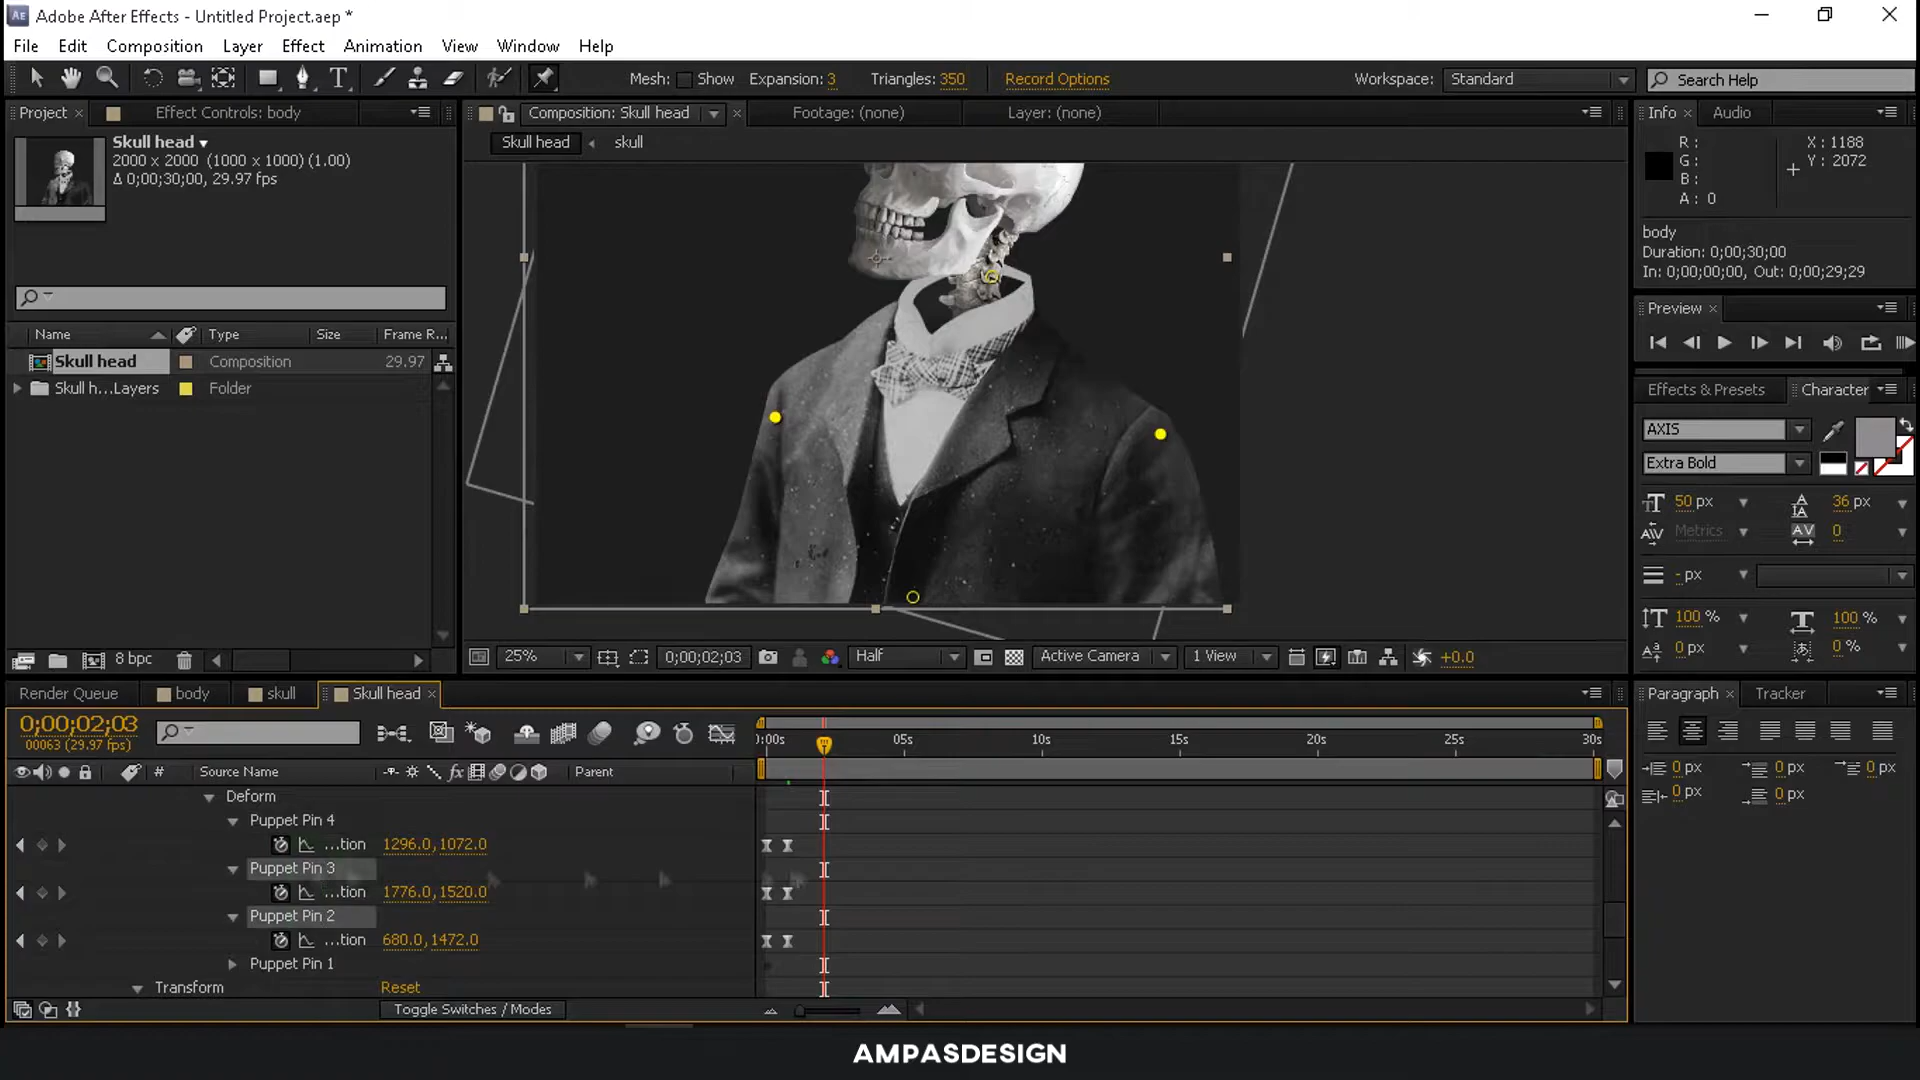 Ae Adobe After Effects - Untitled Project.aep *
File Edit Composition Layer Effect Animation View Window Help
Mesh: Show Expansion: 3 Triangles: 350 Record Options Workspace: Standard Search Help
Project × Effect Controls: body Composition: Skull head × Footage: (none) Layer: (none) Info × Audio
Skull head
2000 x 2000 (1000 x 1000) (1.00)
Δ 0;00;30;00, 29.97 fps
Skull head skull
R :
G :
B :
A : 0
X : 1188
Y : 2072
body
Duration: 0;00;30;00
In: 0;00;00;00, Out: 0;00;29;29
Preview ×
Name Type Size Frame R...
Skull head Composition 29.97
Skull h...Layers Folder
Effects & Presets Character
AXIS
Extra Bold
50 px 36 px
Metrics 0
- px
100 % 100 %
0 px 0 %
8 bpc
25% 0;00;02;03 Half Active Camera 1 View +0.0
Render Queue body skull Skull head × Paragraph × Tracker
0;00;02;03
00063 (29.97 fps)
):00s 05s 10s 15s 20s 25s 30s
# Source Name fx Parent
0 px 0 px 0 px
0 px 0 px
Deform
Puppet Pin 4
...tion 1296.0,1072.0
Puppet Pin 3
...tion 1776.0,1520.0
Puppet Pin 2
...tion 680.0,1472.0
Puppet Pin 1
Transform Reset
Toggle Switches / Modes
AMPASDESIGN